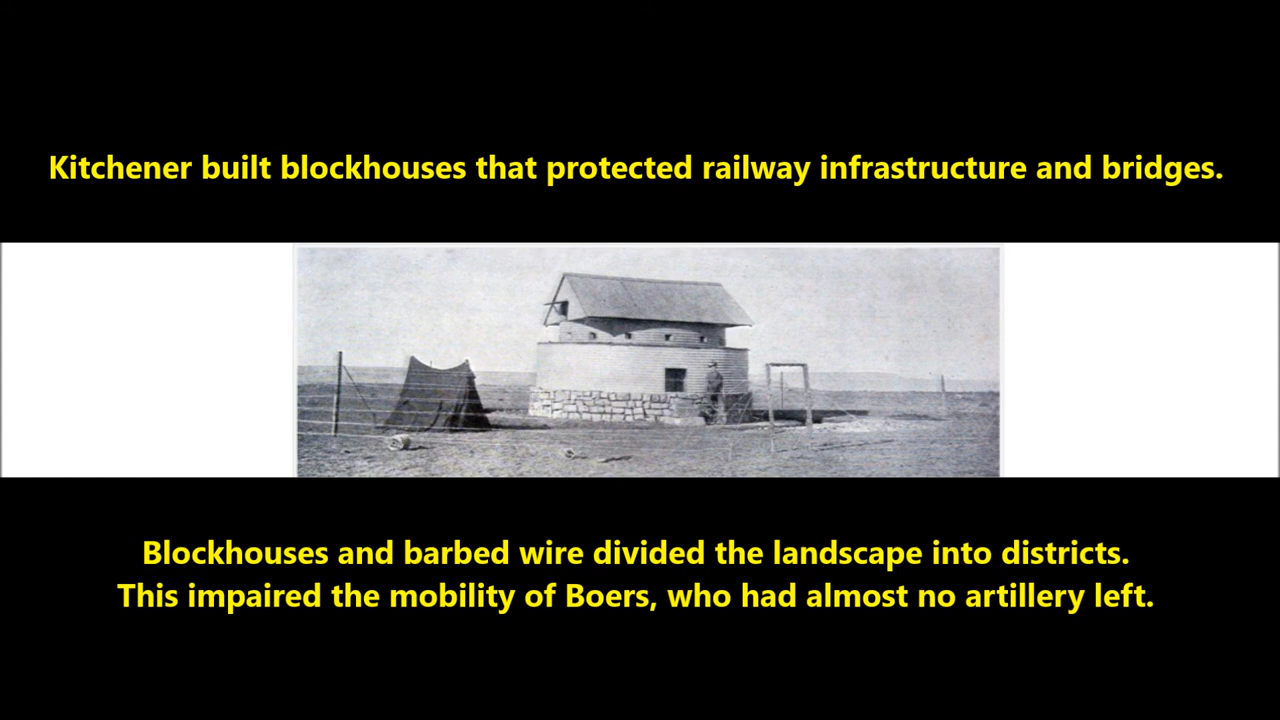 Kitchener built blockhouses that protected railway infrastructure and bridges.
Blockhouses and barbed wire divided the landscape into districts.
This impaired the mobility of Boers, who had almost no artillery left.